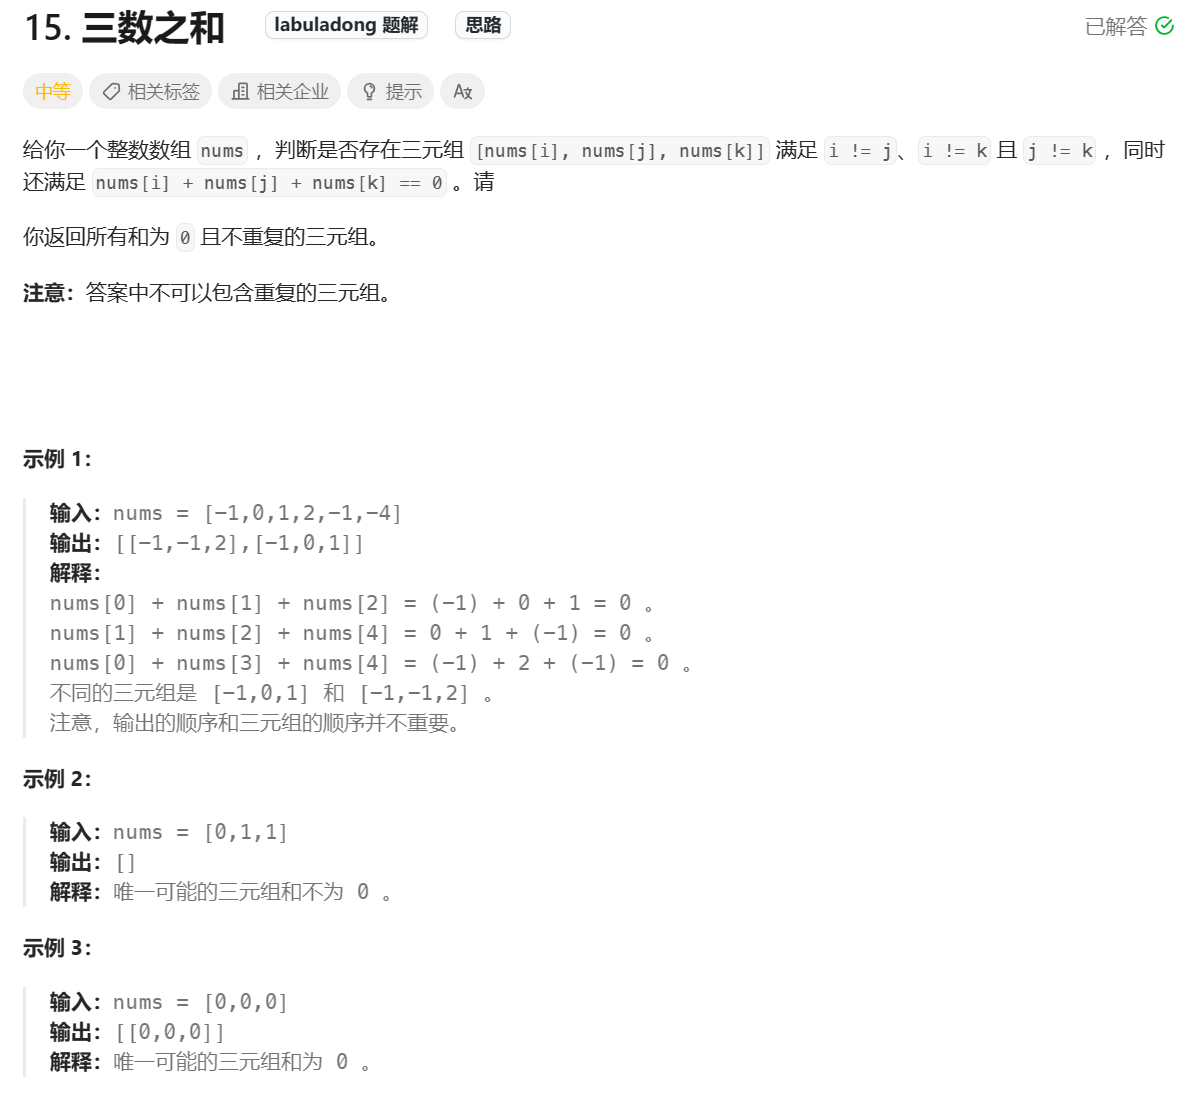 15. 三数之和 labuladong 题解 思路 已解答
中等 相关标签 相关企业 提示 A文
给你一个整数数组 nums ，判断是否存在三元组 [nums[i], nums[j], nums[k]] 满足 i != j、i != k 且 j != k ，同时
还满足 nums[i] + nums[j] + nums[k] == 0 。请
你返回所有和为 0 且不重复的三元组。
注意：答案中不可以包含重复的三元组。
示例 1：
输入：nums = [-1,0,1,2,-1,-4]
输出：[[-1,-1,2],[-1,0,1]]
解释：
nums[0] + nums[1] + nums[2] = (-1) + 0 + 1 = 0 。
nums[1] + nums[2] + nums[4] = 0 + 1 + (-1) = 0 。
nums[0] + nums[3] + nums[4] = (-1) + 2 + (-1) = 0 。
不同的三元组是 [-1,0,1] 和 [-1,-1,2] 。
注意，输出的顺序和三元组的顺序并不重要。
示例 2：
输入：nums = [0,1,1]
输出：[]
解释：唯一可能的三元组和不为 0 。
示例 3：
输入：nums = [0,0,0]
输出：[[0,0,0]]
解释：唯一可能的三元组和为 0 。